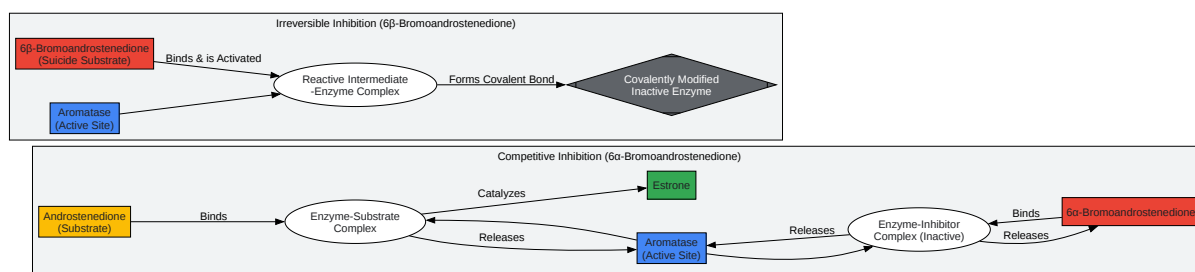 Irreversible Inhibition (6β-Bromoandrostenedione)
6β-Bromoandrostenedione
(Suicide Substrate)
Binds & is Activated
Aromatase
(Active Site)
Reactive Intermediate
-Enzyme Complex
Forms Covalent Bond
Covalently Modified
Inactive Enzyme
Competitive Inhibition (6α-Bromoandrostenedione)
Androstenedione
(Substrate)
Binds
Enzyme-Substrate
Complex
Catalyzes
Estrone
Releases
Aromatase
(Active Site)
Releases
Enzyme-Inhibitor
Complex (Inactive)
Binds
Releases
6α-Bromoandrostenedione